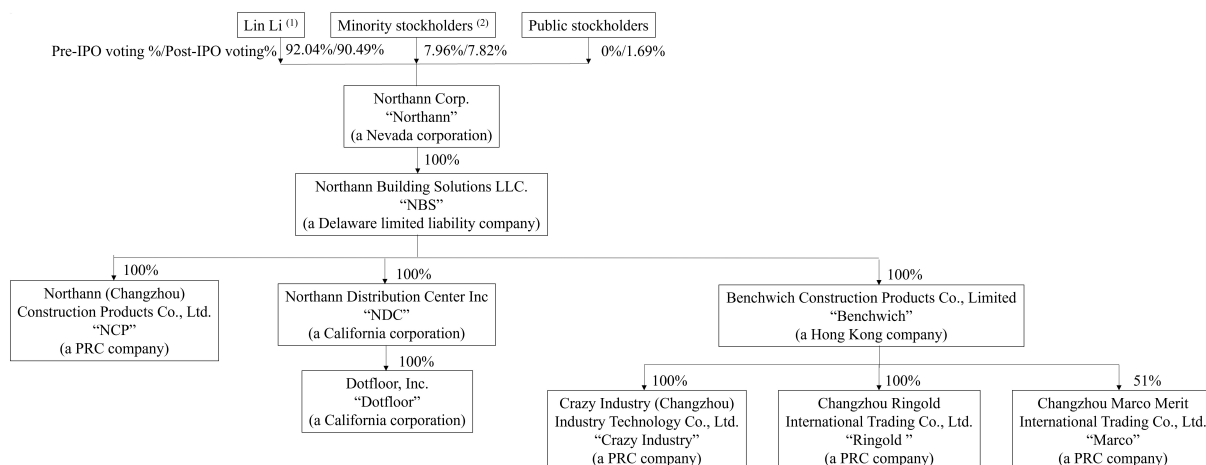 Lin Li (1)
Minority stockholders (2)
Public stockholders
Pre-IPO voting %/Post-IPO voting%
92.04%/90.49%
7.96%/7.82%
0%/1.69%
Northann Corp.
“Northann”
(a Nevada corporation)
100%
Northann Building Solutions LLC.
“NBS”
(a Delaware limited liability company)
100%
100%
100%
Northann (Changzhou)
Construction Products Co., Ltd.
“NCP”
(a PRC company)
Northann Distribution Center Inc
“NDC”
(a California corporation)
Benchwich Construction Products Co., Limited
“Benchwich”
(a Hong Kong company)
100%
Dotfloor, Inc.
“Dotfloor”
(a California corporation)
100%
100%
51%
Crazy Industry (Changzhou)
Industry Technology Co., Ltd.
“Crazy Industry”
(a PRC company)
Changzhou Ringold
International Trading Co., Ltd.
“Ringold ”
(a PRC company)
Changzhou Marco Merit
International Trading Co., Ltd.
“Marco”
(a PRC company)